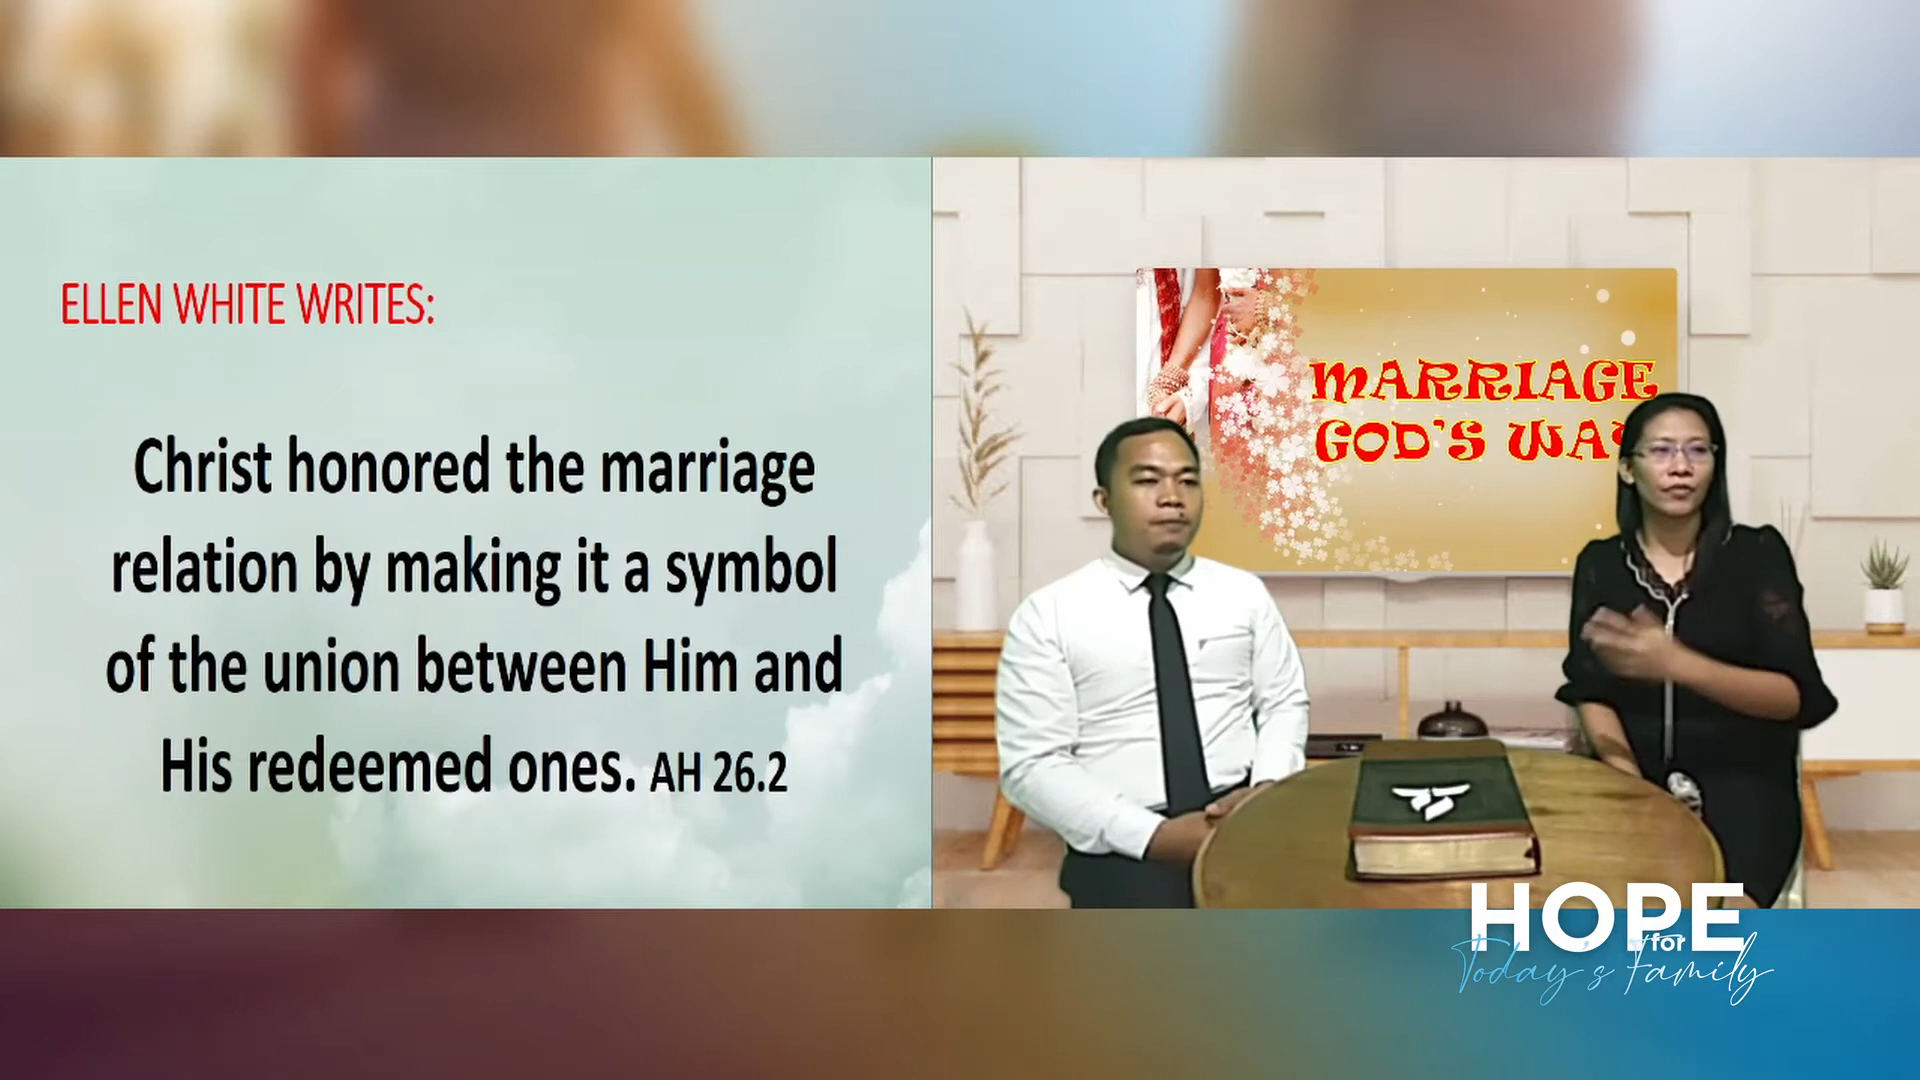 ELLEN WHITE WRITES:
Christ honored the marriage
relation by making it a symbol
of the union between Him and
His redeemed ones. AH 26.2
MARRIAGE
GOD'S WAY
HOPE
for
Today's Family